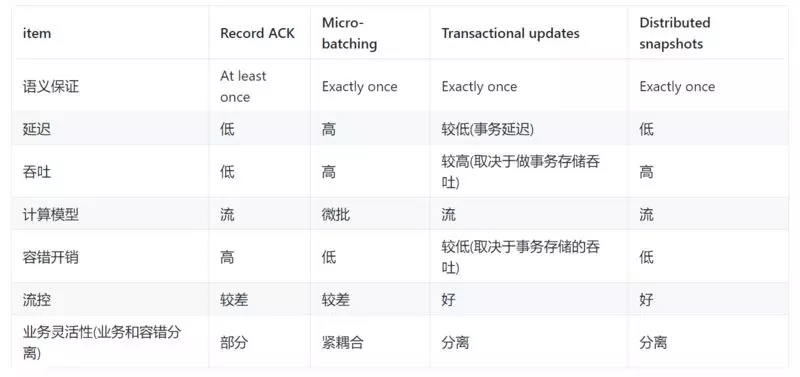 item
Record ACK
Micro-
batching
Transactional updates
Distributed
snapshots
语义保证
At least
once
Exactly once
Exactly once
Exactly once
延迟
低
高
较低(事务延迟)
低
吞吐
低
高
较高(取决于做事务存储吞
吐)
高
计算模型
流
微批
流
流
容错开销
高
低
较低(取决于事务存储的吞
吐)
低
流控
较差
较差
好
好
业务灵活性(业务和容错分
离)
部分
紧耦合
分离
分离